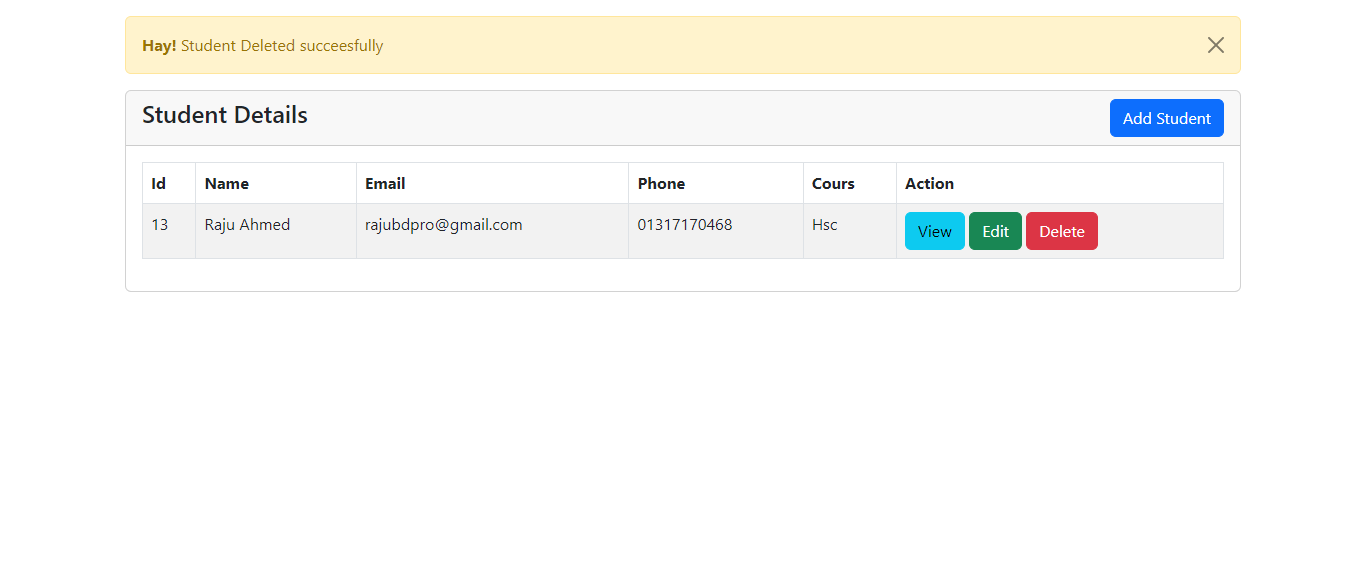 Hay! Student Deleted succeesfully
Student Details
Add Student
Id Name Email Phone Cours Action
13 Raju Ahmed rajubdpro@gmail.com 01317170468 Hsc View Edit Delete